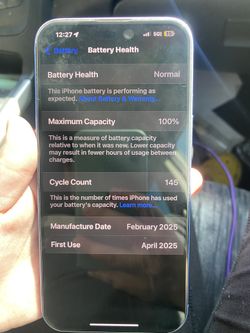 12:27
5GE
Battery
Battery Health
Battery Health Normal
This iPhone battery is performing as
expected. About Battery & Warranty...
Maximum Capacity 100%
This is a measure of battery capacity
relative to when it was new. Lower capacity
may result in fewer hours of usage between
charges.
Cycle Count 145
This is the number of times iPhone has used
your battery's capacity. Learn more...
Manufacture Date February 2025
First Use April 2025